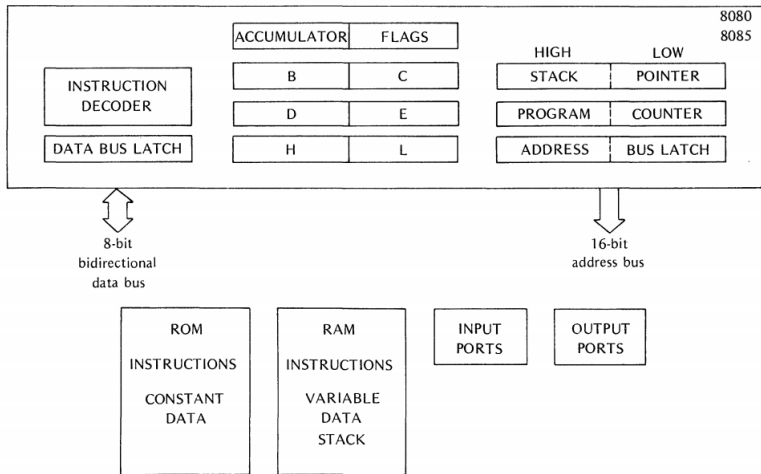 8080
8085
ACCUMULATOR FLAGS
HIGH LOW
INSTRUCTION
DECODER
B C
STACK POINTER
D E
PROGRAM COUNTER
DATA BUS LATCH
H L
ADDRESS BUS LATCH
8-bit
bidirectional
data bus
16-bit
address bus
ROM
INSTRUCTIONS
CONSTANT
DATA
RAM
INSTRUCTIONS
VARIABLE
DATA
STACK
INPUT
PORTS
OUTPUT
PORTS